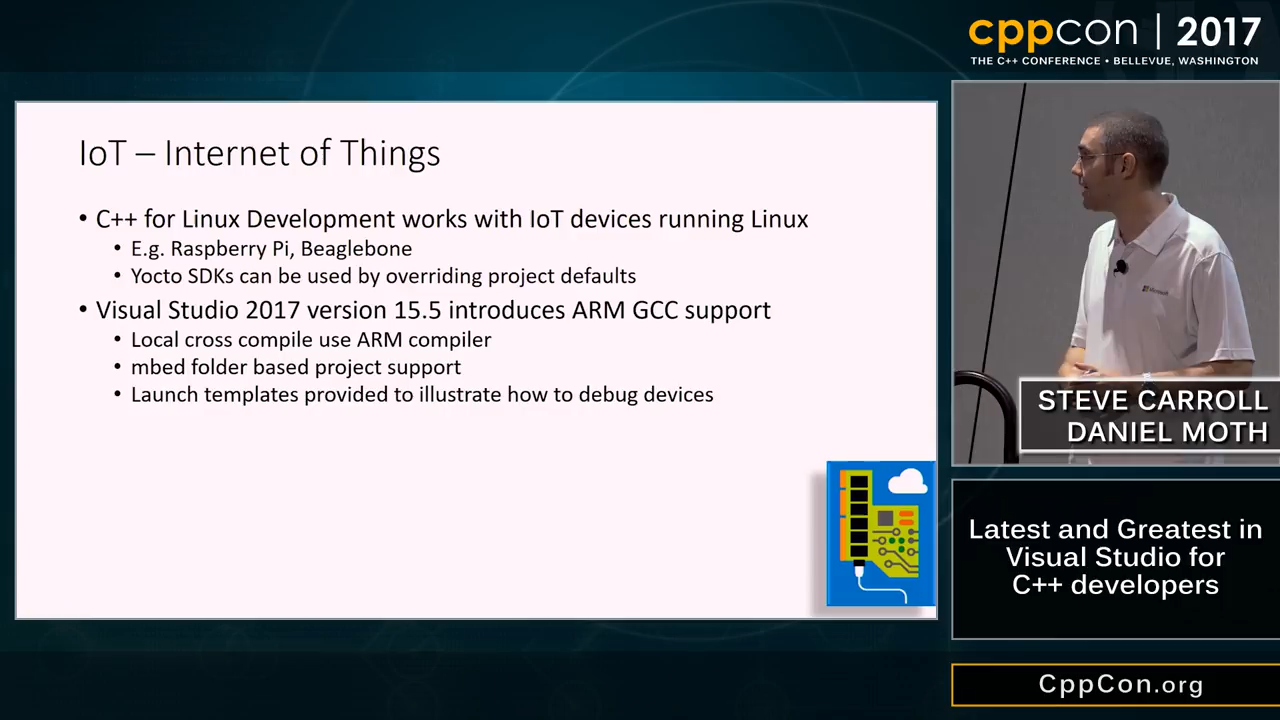 cppcon | 2017
THE C++ CONFERENCE • BELLEVUE, WASHINGTON
IoT – Internet of Things
• C++ for Linux Development works with IoT devices running Linux
• E.g. Raspberry Pi, Beaglebone
• Yocto SDKs can be used by overriding project defaults
• Visual Studio 2017 version 15.5 introduces ARM GCC support
• Local cross compile use ARM compiler
• mbed folder based project support
• Launch templates provided to illustrate how to debug devices
Microsoft
STEVE CARROLL
DANIEL MOTH
Latest and Greatest in
Visual Studio for
C++ developers
CppCon.org